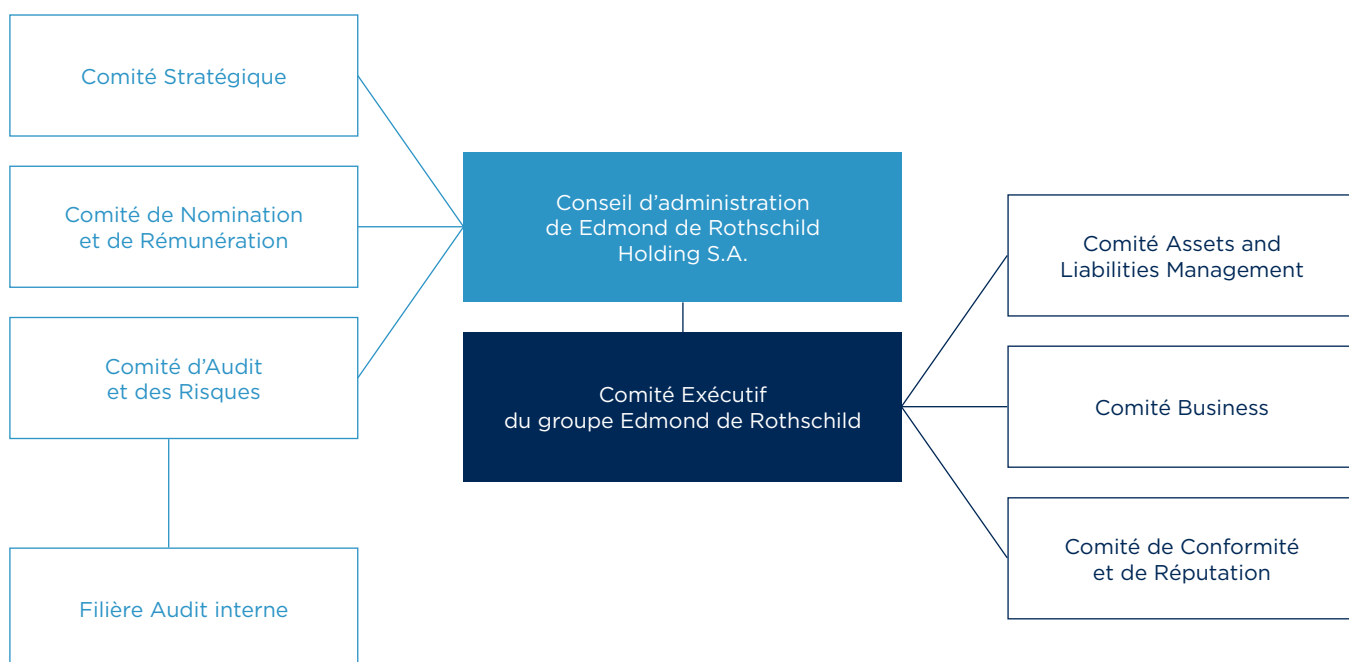 Comité Stratégique
Comité de Nomination
et de Rémunération
Comité d’Audit
et des Risques
Filière Audit interne
Conseil d’administration
de Edmond de Rothschild
Holding S.A.
Comité Exécutif
du groupe Edmond de Rothschild
Comité Assets and
Liabilities Management
Comité Business
Comité de Conformité
et de Réputation